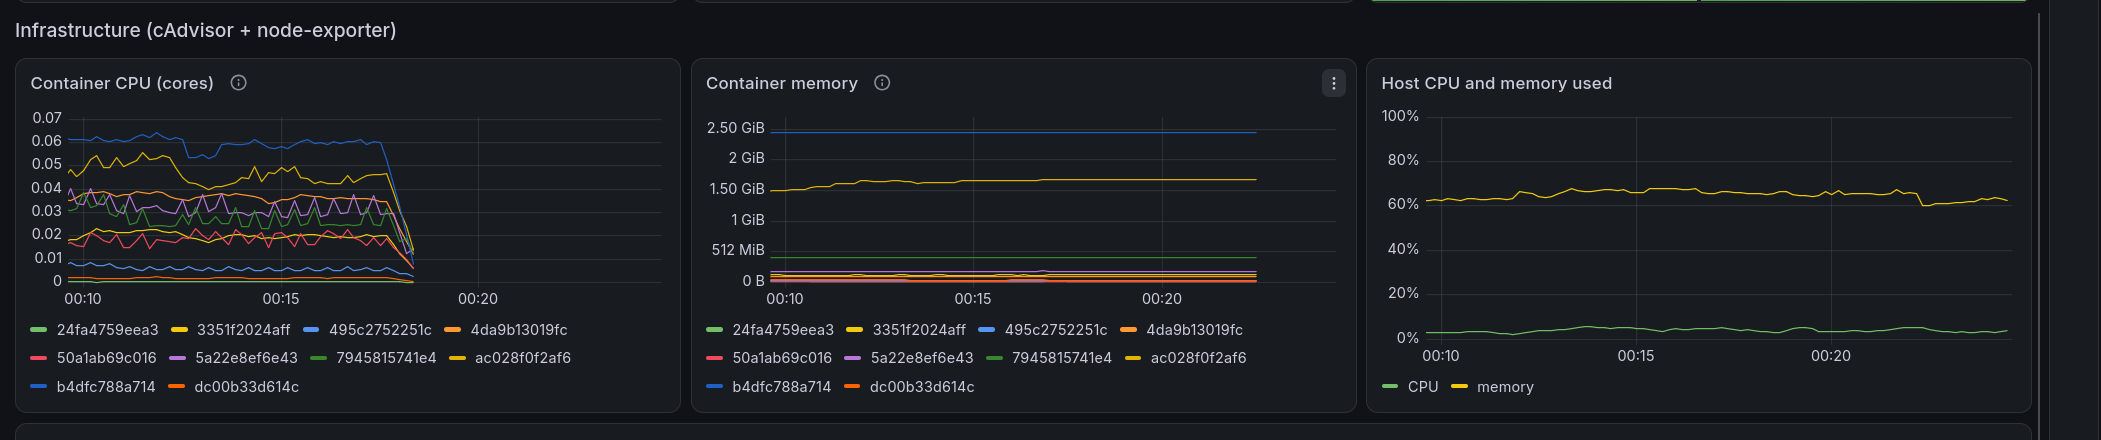 Infrastructure (cAdvisor + node-exporter)
Container CPU (cores)
0.07
0.06
0.05
0.04
0.03
0.02
0.01
0
00:10 00:15 00:20
24fa4759eea3 3351f2024aff 495c2752251c 4da9b13019fc
50a1ab69c016 5a22e8ef6e43 7945815741e4 ac028f0f2af6
b4dfc788a714 dc00b33d614c
Container memory
2.50 GiB
2 GiB
1.50 GiB
1 GiB
512 MiB
0 B
00:10 00:15 00:20
24fa4759eea3 3351f2024aff 495c2752251c 4da9b13019fc
50a1ab69c016 5a22e8ef6e43 7945815741e4 ac028f0f2af6
b4dfc788a714 dc00b33d614c
Host CPU and memory used
100%
80%
60%
40%
20%
0%
00:10 00:15 00:20
CPU memory